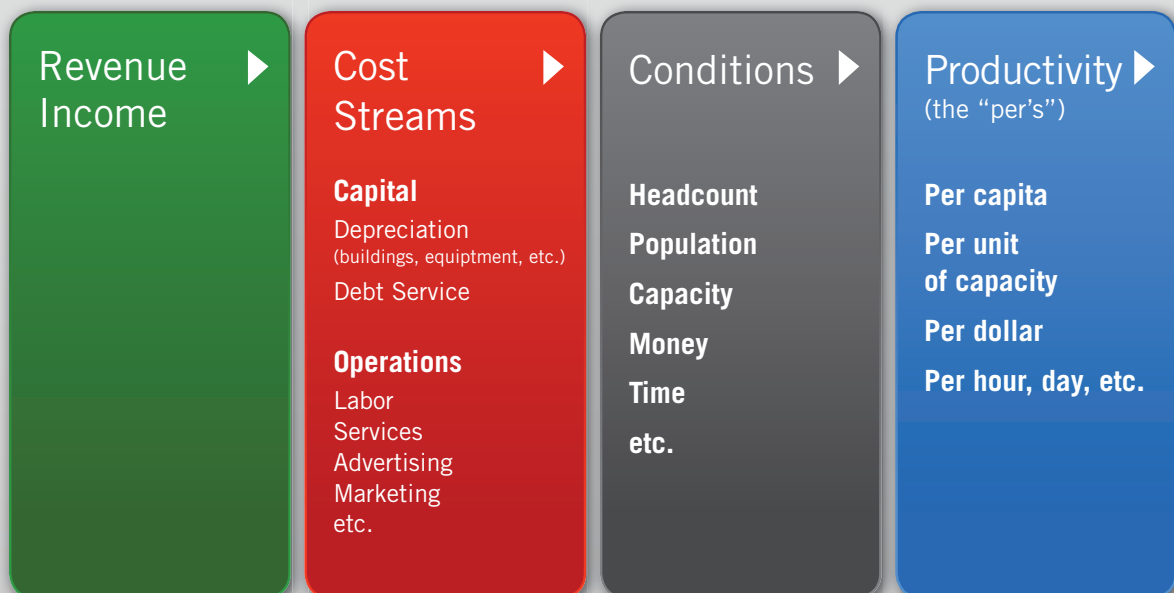 Revenue
Income
Cost
Streams
Capital
Depreciation
(buildings, equiptment, etc.)
Debt Service
Operations
Labor
Services
Advertising
Marketing
etc.
Conditions
Headcount
Population
Capacity
Money
Time
etc.
Productivity
(the “per’s”)
Per capita
Per unit
of capacity
Per dollar
Per hour, day, etc.